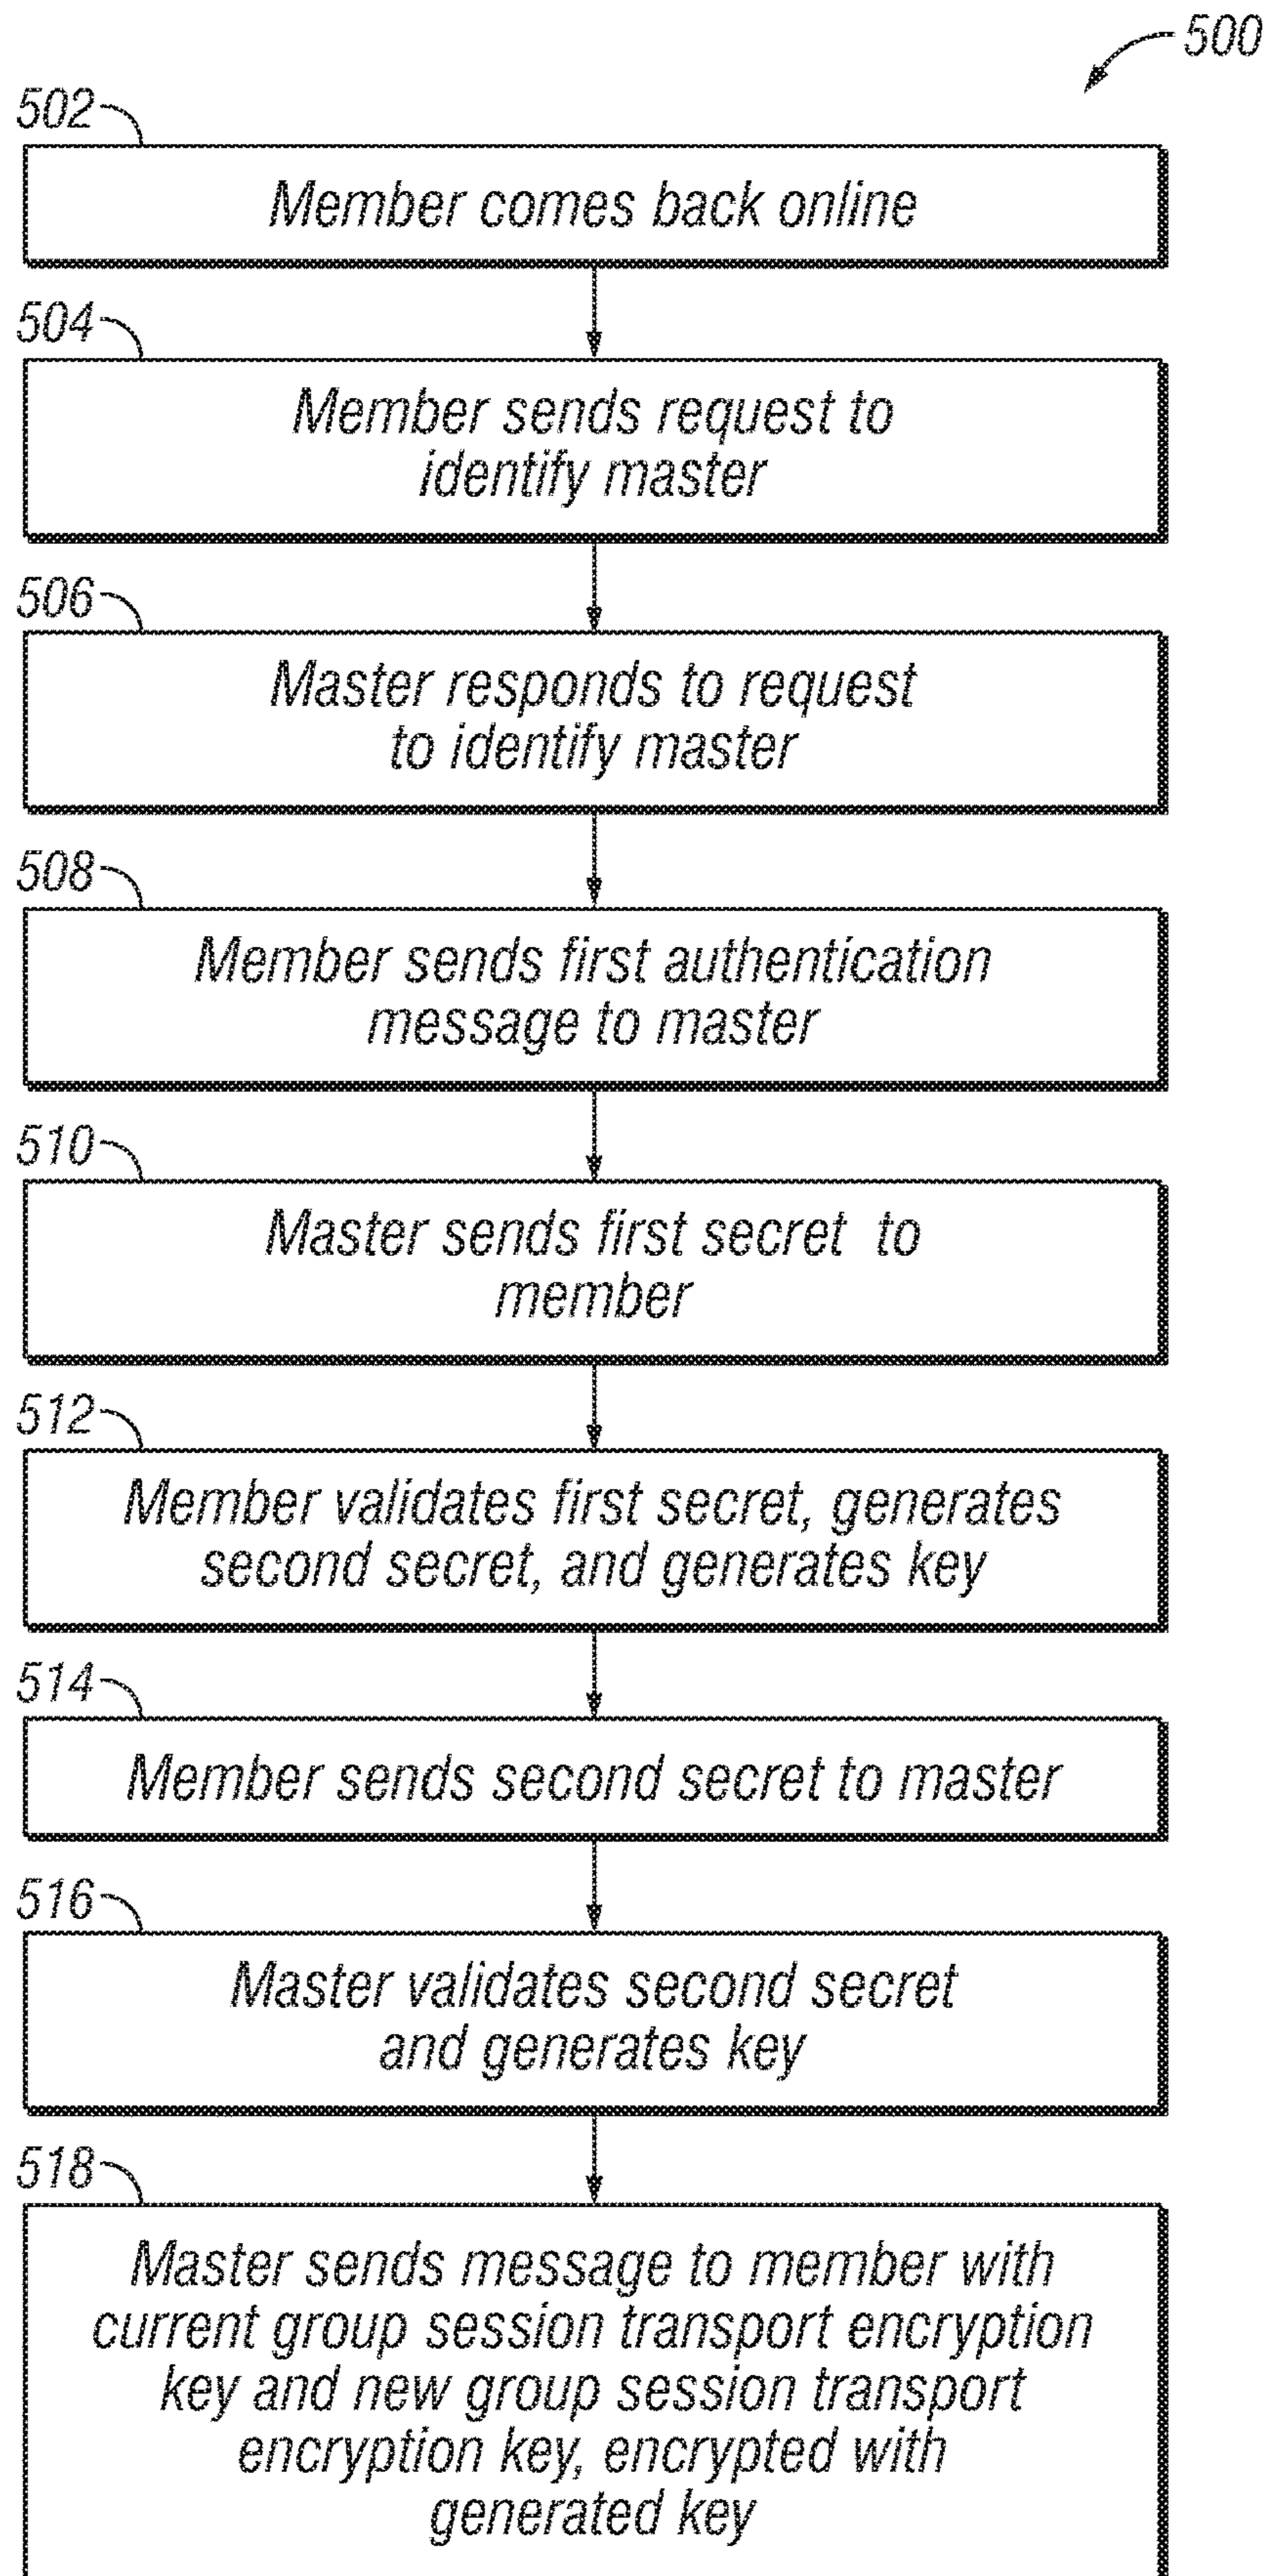 500
502
Member comes back online
504
Member sends request to
identify master
506
Master responds to request
to identify master
508
Member sends first authentication
message to master
510
Master sends first secret to
member
512
Member validates first secret, generates
second secret, and generates key
514
Member sends second secret to master
516
Master validates second secret
and generates key
518
Master sends message to member with
current group session transport encryption
key and new group session transport
encryption key, encrypted with
generated key